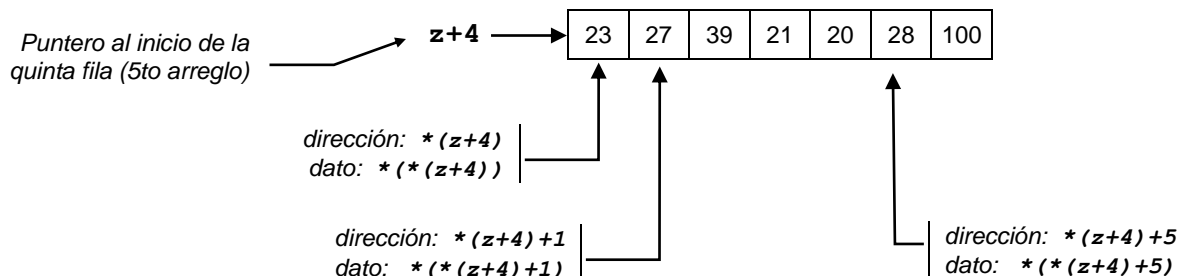 Puntero al inicio de la
quinta fila (5to arreglo)
z+4
23 27 39 21 20 28 100
dirección: *(z+4)
dato: *(*(z+4))
dirección: *(z+4)+1
dato: *(*(z+4)+1)
dirección: *(z+4)+5
dato: *(*(z+4)+5)